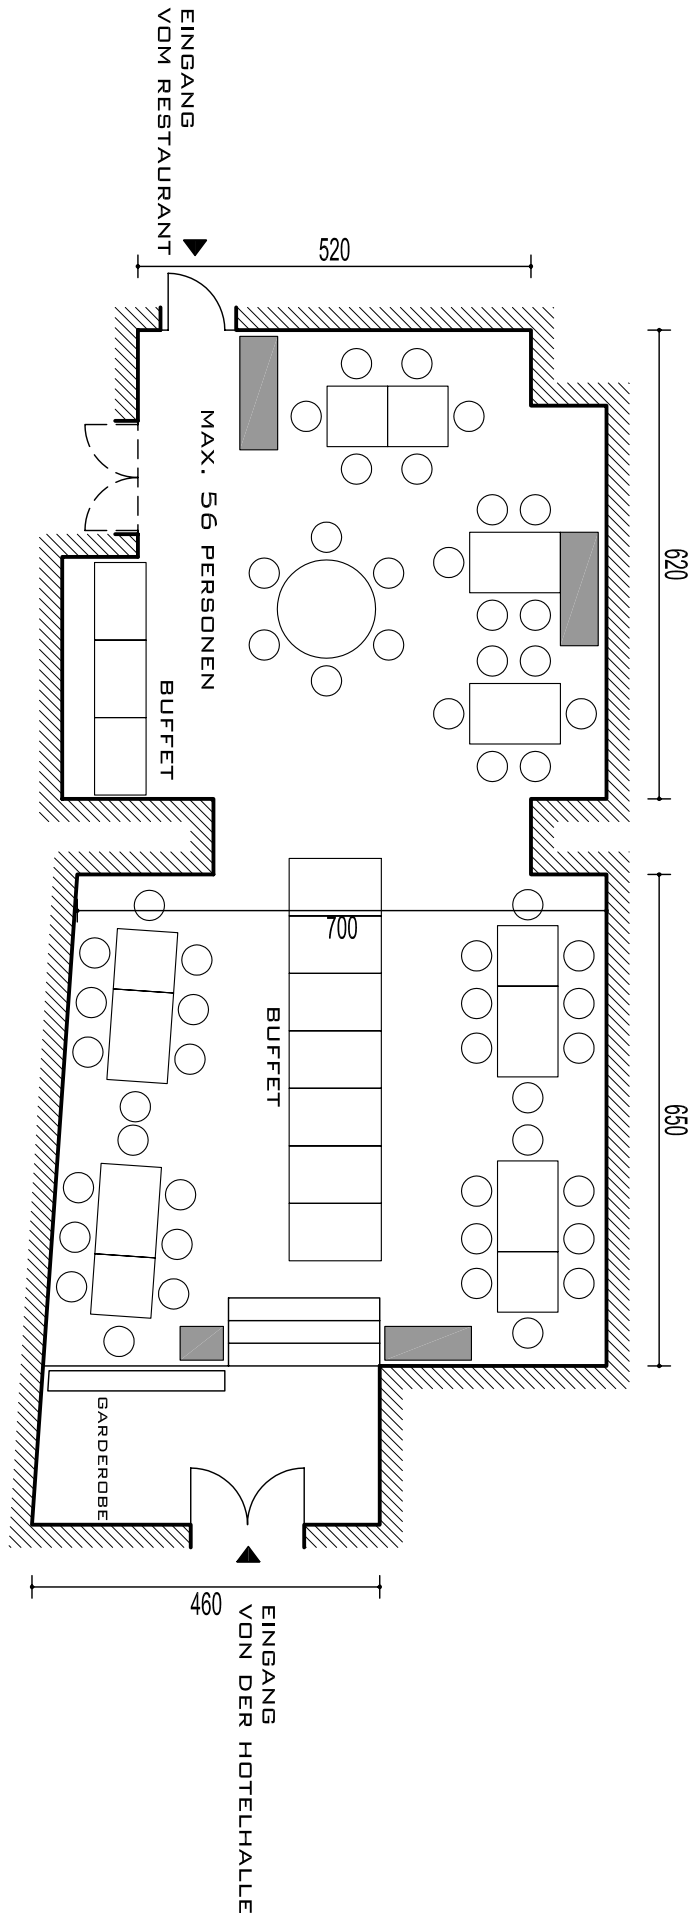 EINGANG
VOM RESTAURANT
520
MAX. 56 PERSONEN
620
BUFFET
700
BUFFET
650
GARDEROBE
460
EINGANG
VON DER HOTELHALLE